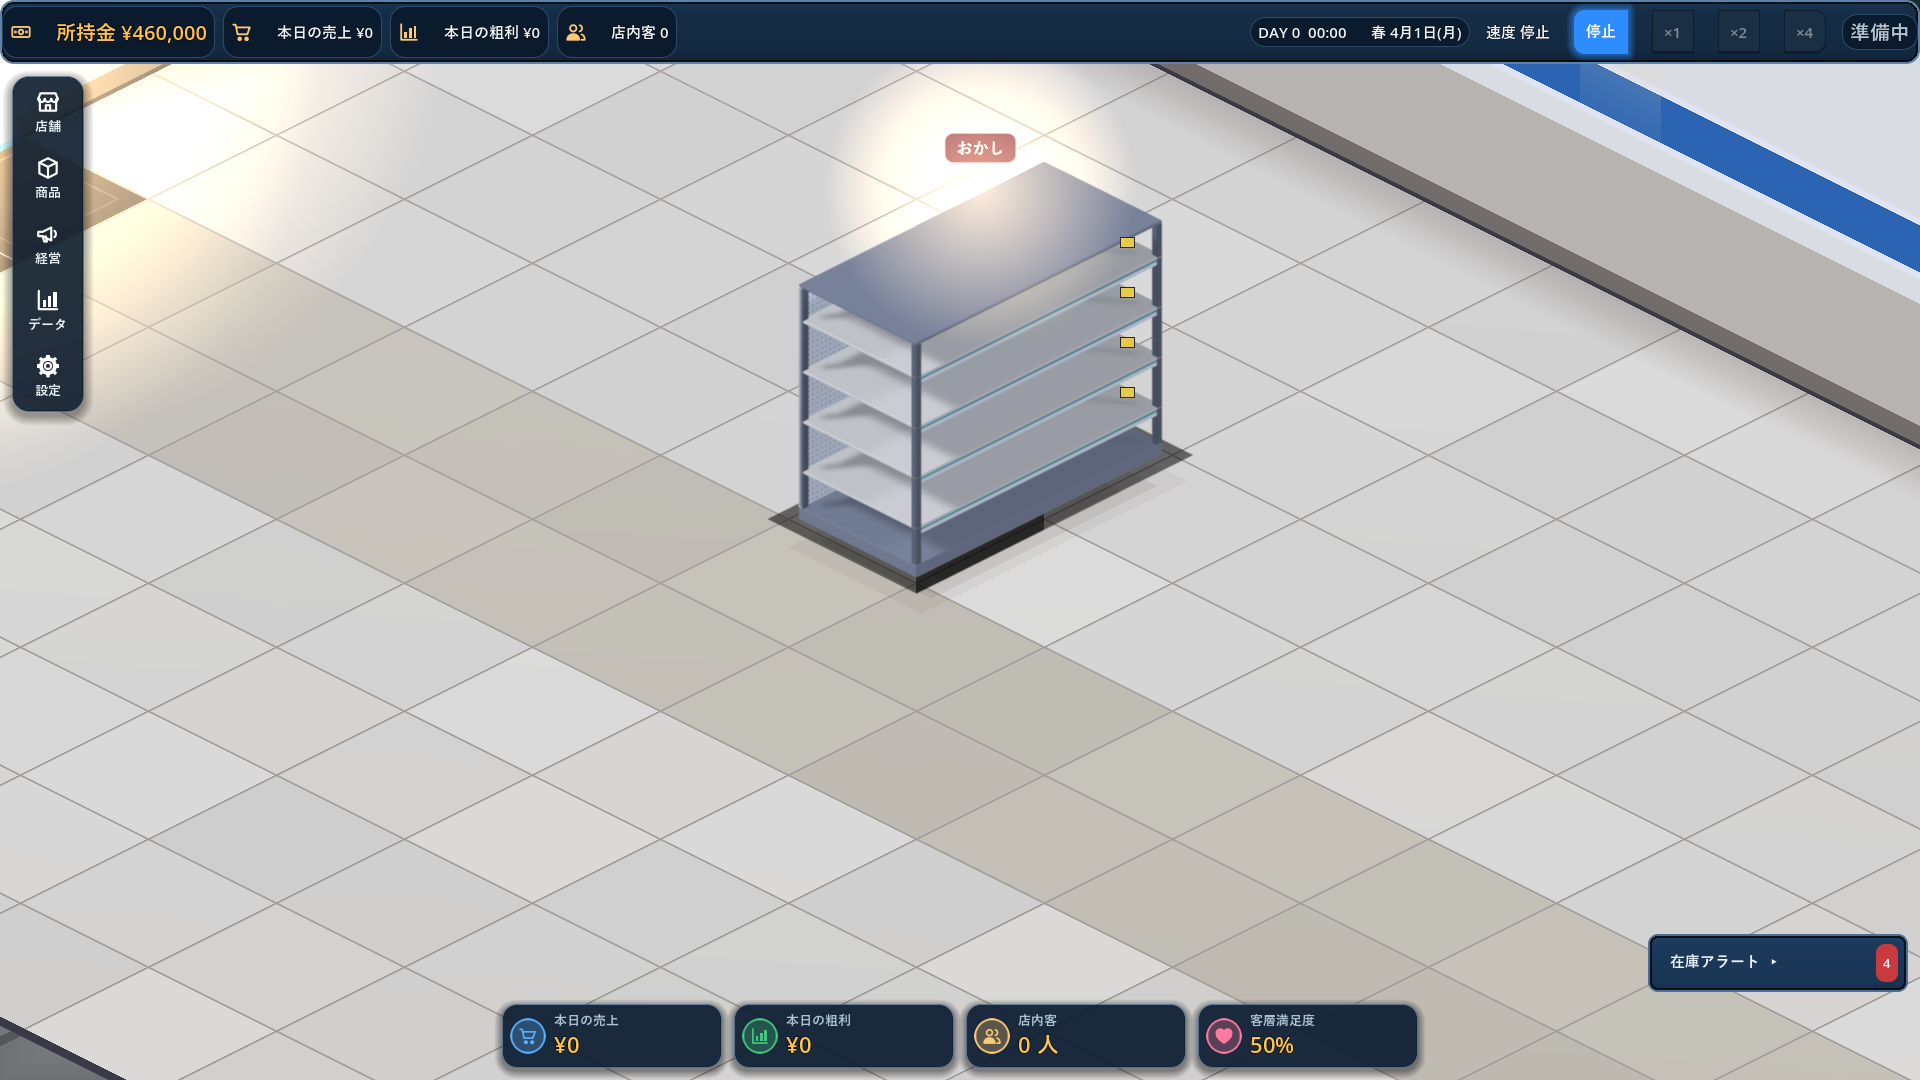 所持金 ¥460,000
本日の売上 ¥0
本日の粗利 ¥0
店内客 0
DAY 0 00:00 春 4月1日(月)
速度 停止
停止
×1
×2
×4
準備中
店舗
商品
経営
データ
設定
おかし
在庫アラート ▸
4
本日の売上
¥0
本日の粗利
¥0
店内客
0 人
客層満足度
50%